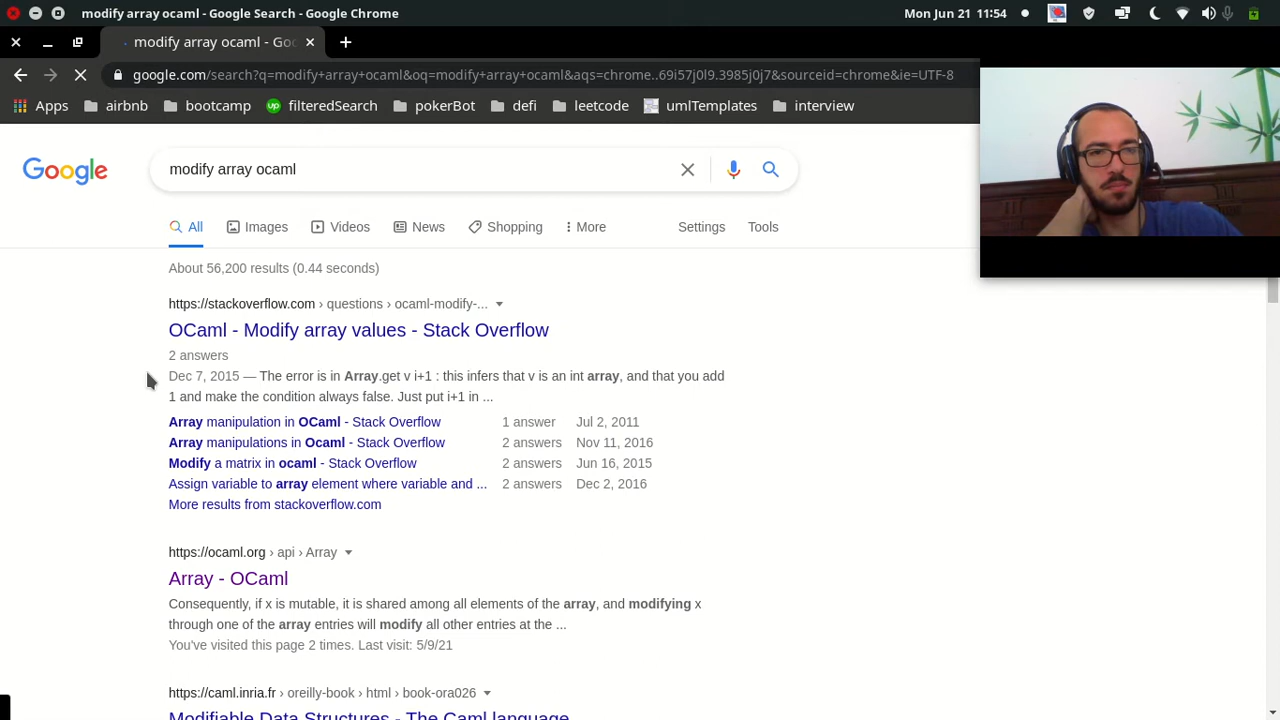 modify array ocaml - Google Search - Google Chrome
Mon Jun 21 11:54
modify array ocaml - Goo
google.com/search?q=modify+array+ocaml&oq=modify+array+ocaml&aqs=chrome..69i57j0l9.3985j0j7&sourceid=chrome&ie=UTF-8
Apps airbnb bootcamp up filteredSearch pokerBot defi leetcode umlTemplates interview
Google
modify array ocaml
All Images Videos News Shopping More Settings Tools
About 56,200 results (0.44 seconds)
https://stackoverflow.com › questions › ocaml-modify-...
OCaml - Modify array values - Stack Overflow
2 answers
Dec 7, 2015 — The error is in Array.get v i+1 : this infers that v is an int array, and that you add
1 and make the condition always false. Just put i+1 in ...
Array manipulation in OCaml - Stack Overflow 1 answer Jul 2, 2011
Array manipulations in Ocaml - Stack Overflow 2 answers Nov 11, 2016
Modify a matrix in ocaml - Stack Overflow 2 answers Jun 16, 2015
Assign variable to array element where variable and ... 2 answers Dec 2, 2016
More results from stackoverflow.com
https://ocaml.org › api › Array
Array - OCaml
Consequently, if x is mutable, it is shared among all elements of the array, and modifying x
through one of the array entries will modify all other entries at the ...
You've visited this page 2 times. Last visit: 5/9/21
https://caml.inria.fr › oreilly-book › html › book-ora026
Modifiable Data Structures - The Caml language